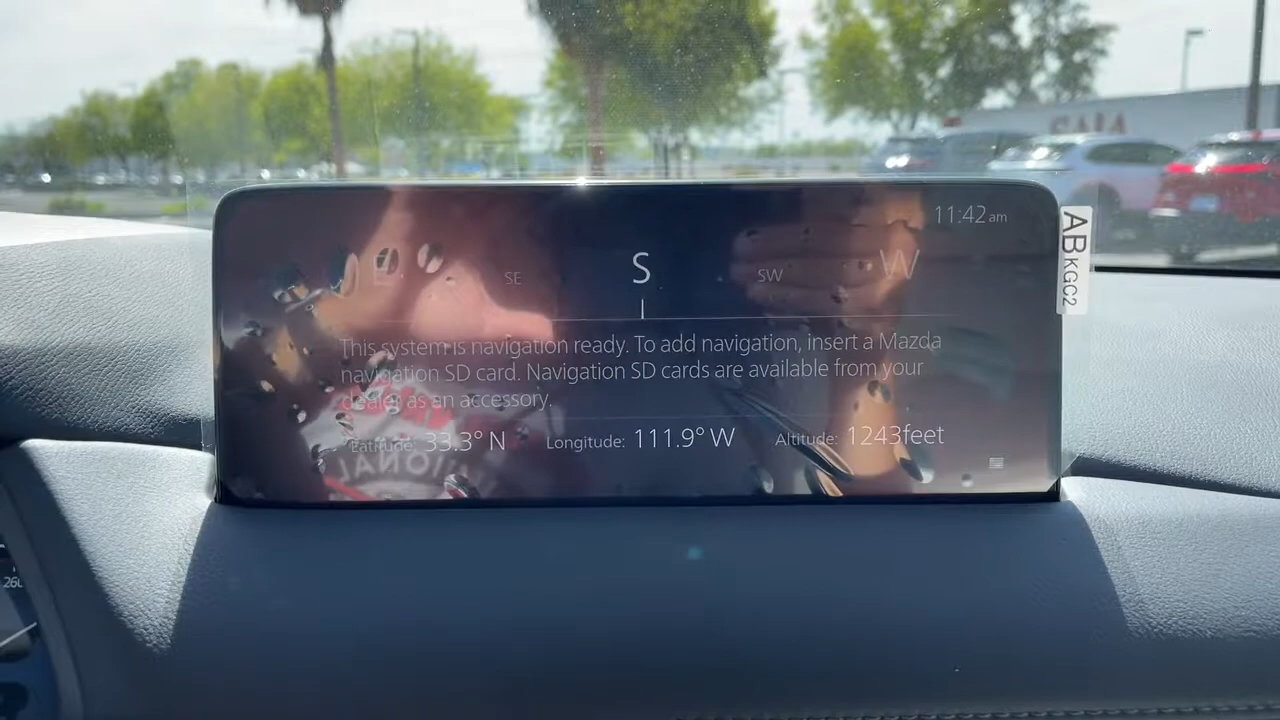 11:42 am
SE S SW W
This system is navigation ready. To add navigation, insert a Mazda
navigation SD card. Navigation SD cards are available from your
dealer as an accessory.
Latitude: 33.3° N Longitude: 111.9° W Altitude: 1243feet
AB KGC2
260